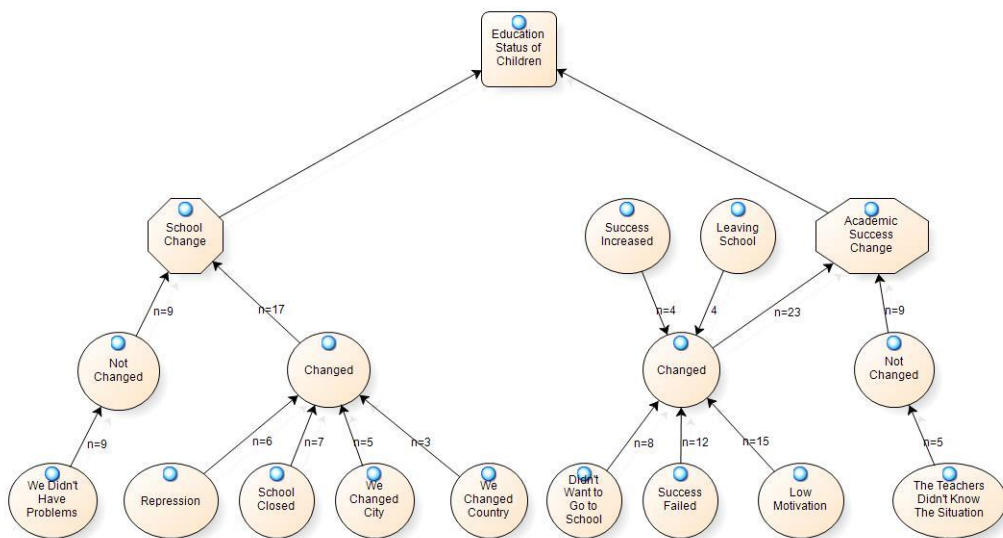 Education
Status of
Children
School
Change
Success
Increased
Leaving
School
Academic
Success
Change
n=9
n=17
n=4
4
n=23
n=9
Not
Changed
Changed
Changed
Not
Changed
n=9
n=6
n=7
n=5
n=3
n=8
n=12
n=15
n=5
We Didn't
Have
Problems
Repression
School
Closed
We
Changed
City
We
Changed
Country
Didn't
Want to
Go to
School
Success
Failed
Low
Motivation
The Teachers
Didn't Know
The Situation